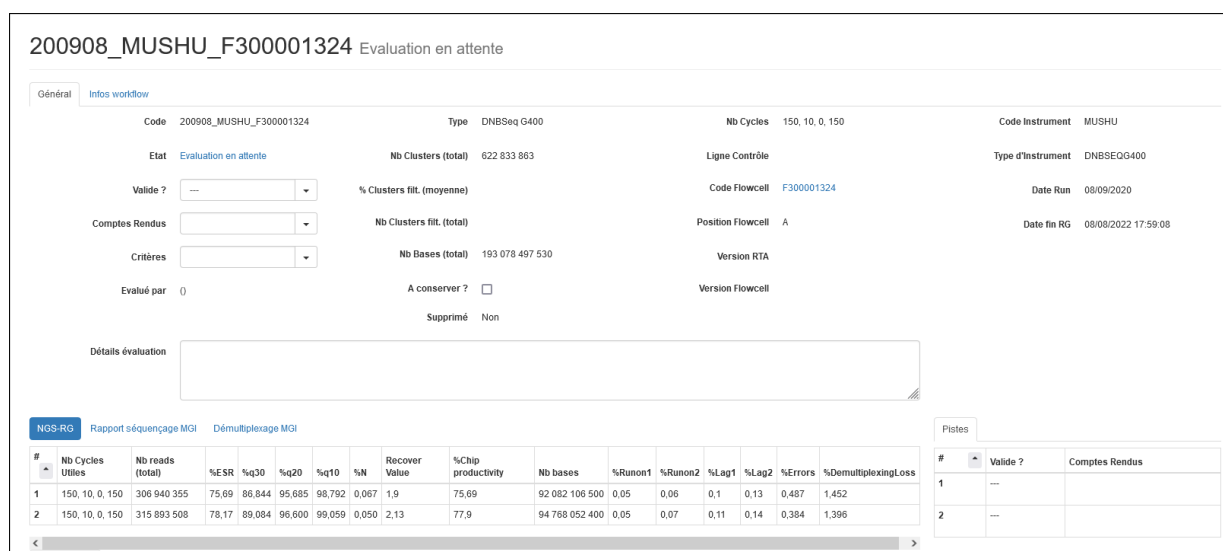 200908_MUSHU_F300001324 Evaluation en attente
Général Infos workflow
Code 200908_MUSHU_F300001324 Type DNBSeq G400 Nb Cycles 150, 10, 0, 150 Code Instrument MUSHU
Etat Evaluation en attente Nb Clusters (total) 622 833 863 Ligne Contrôle Type d'Instrument DNBSEQG400
Valide ? --- % Clusters filt. (moyenne) Code Flowcell F300001324 Date Run 08/09/2020
Comptes Rendus Nb Clusters filt. (total) Position Flowcell A Date fin RG 08/08/2022 17:59:08
Critères Nb Bases (total) 193 078 497 530 Version RTA
Evalué par () A conserver ? Version Flowcell
Supprimé Non
Détails évaluation
NGS-RG Rapport séquençage MGI Démultiplexage MGI Pistes
# Nb Cycles Utiles Nb reads (total) %ESR %q30 %q20 %q10 %N Recover Value %Chip productivity Nb bases %Runon1 %Runon2 %Lag1 %Lag2 %Errors %DemultiplexingLoss # Valide ? Comptes Rendus
1 150, 10, 0, 150 306 940 355 75,69 86,844 95,685 98,792 0,067 1,9 75,69 92 082 106 500 0,05 0,06 0,1 0,13 0,487 1,452 1 ---
2 150, 10, 0, 150 315 893 508 78,17 89,084 96,600 99,059 0,050 2,13 77,9 94 768 052 400 0,05 0,07 0,11 0,14 0,384 1,396 2 ---